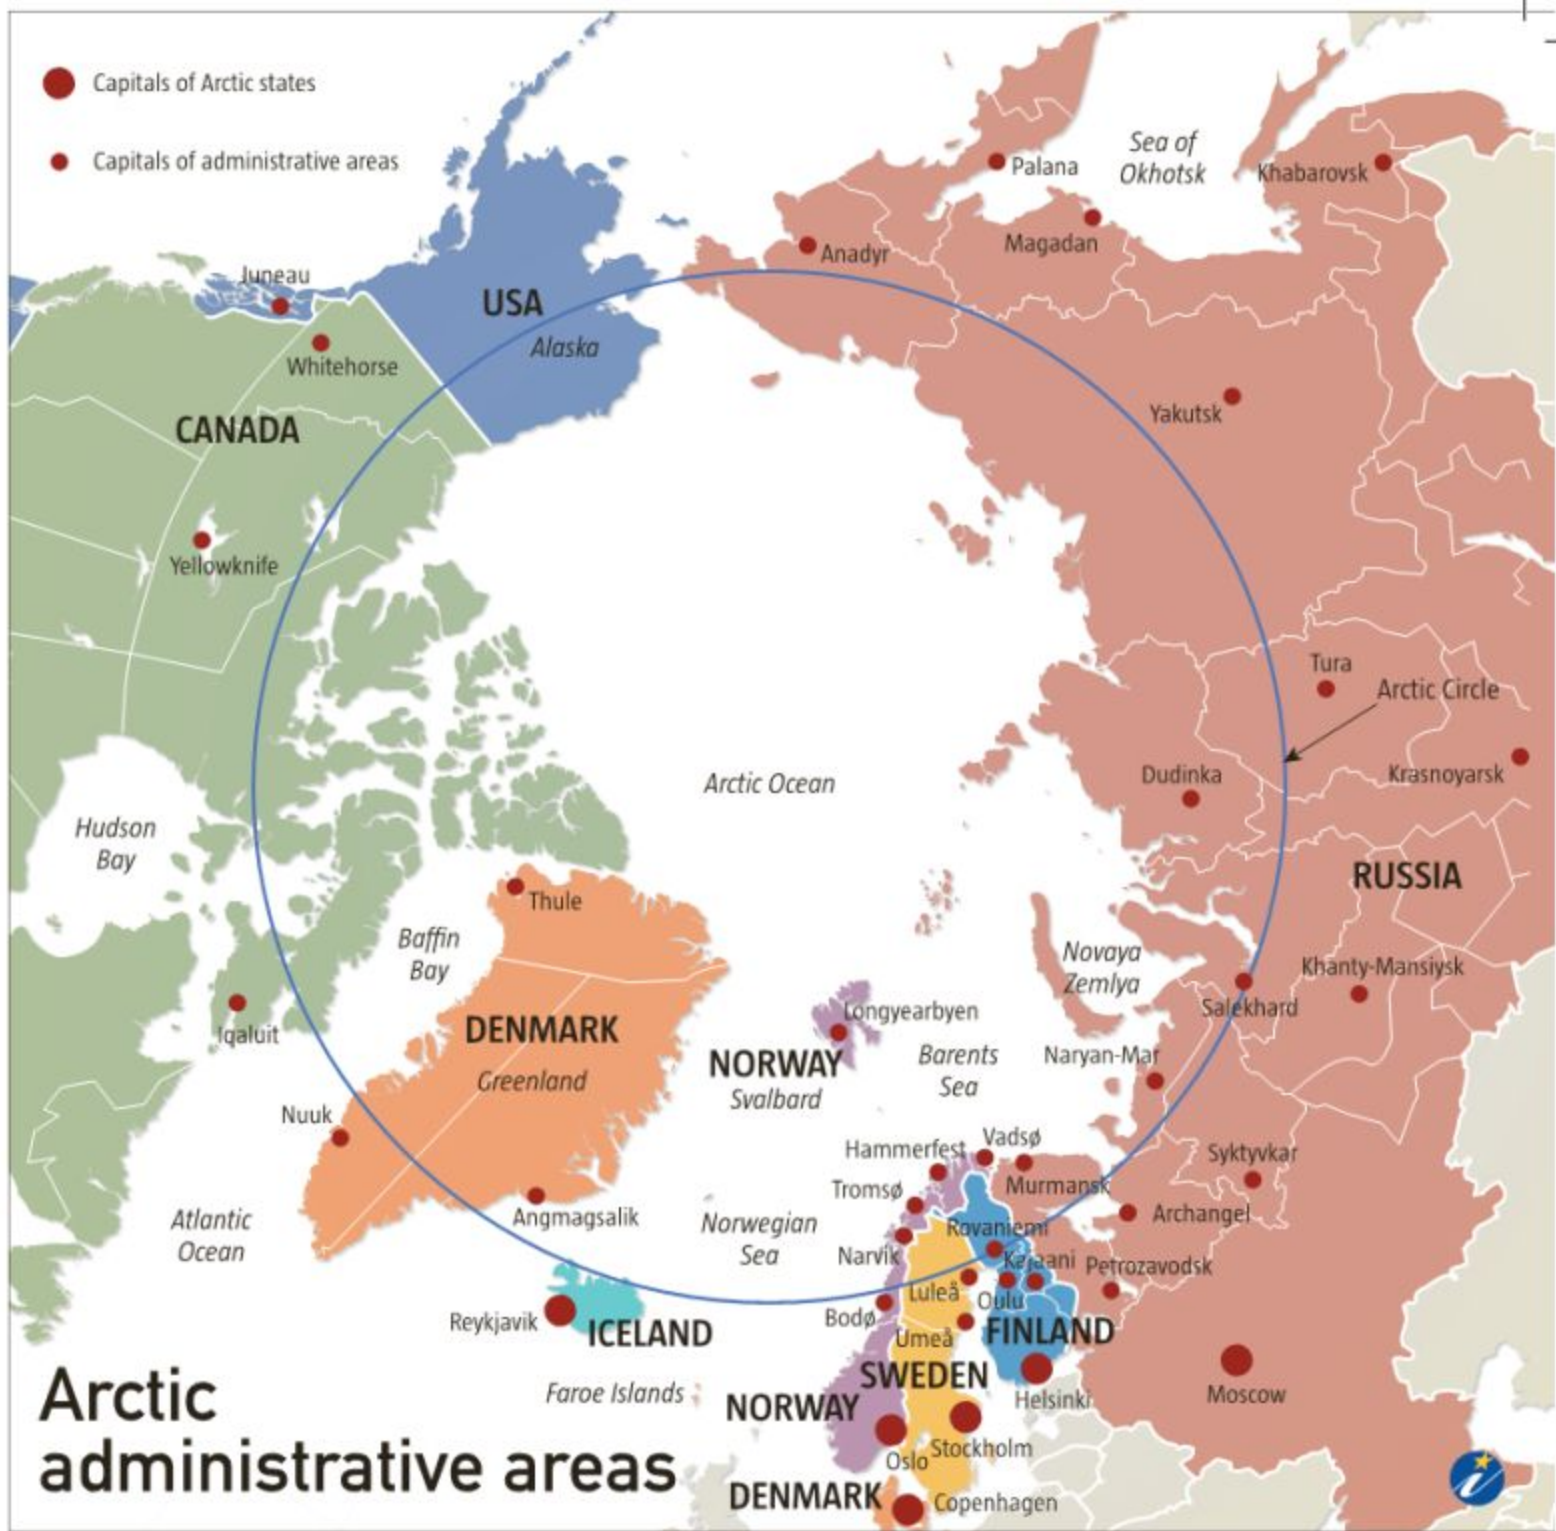 Capitals of Arctic states
Capitals of administrative areas
Sea of
Okhotsk
Palana
Khabarovsk
Magadan
Anadyr
Juneau
USA
Alaska
Whitehorse
CANADA
Yakutsk
Yellowknife
Tura
Arctic Circle
Dudinka
Krasnoyarsk
Arctic Ocean
Hudson
Bay
RUSSIA
Thule
Baffin
Bay
Novaya
Zemlya
Khanty-Mansiysk
Salekhard
Longyearbyen
Iqaluit
DENMARK
Greenland
NORWAY
Svalbard
Barents
Sea
Naryan-Mar
Nuuk
Hammerfest
Vadsø
Syktyvkar
Tromsø
Murmansk
Angmagsalik
Archangel
Atlantic
Ocean
Norwegian
Sea
Rovaniemi
Narvik
Kajaani
Petrozavodsk
Luleå
Oulu
Reykjavik
ICELAND
Bodø
Umeå
FINLAND
SWEDEN
Faroe Islands
Helsinki
Moscow
NORWAY
Oslo
Stockholm
DENMARK
Copenhagen
Arctic
administrative areas
i